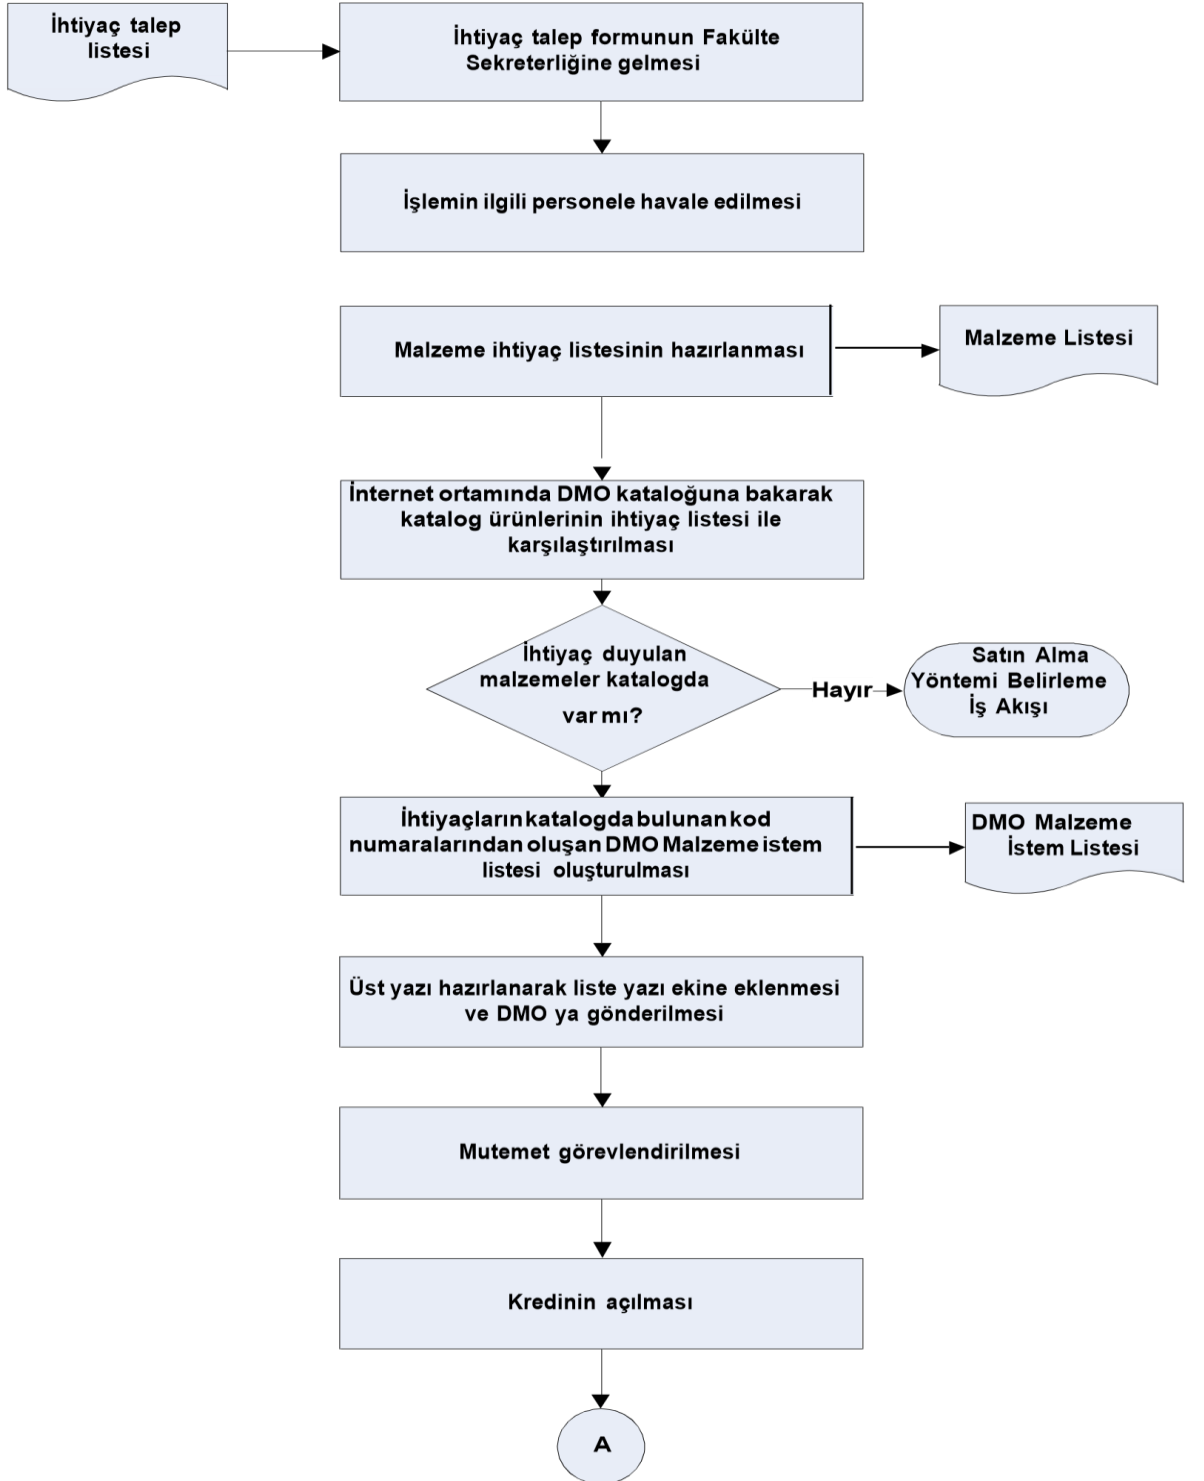 İhtiyaç talep
listesi
İhtiyaç talep formunun Fakülte
Sekreterliğine gelmesi
İşlemin ilgili personele havale edilmesi
Malzeme ihtiyaç listesinin hazırlanması
Malzeme Listesi
İnternet ortamında DMO kataloğuna bakarak
katalog ürünlerinin ihtiyaç listesi ile
karşılaştırılması
İhtiyaç duyulan
malzemeler katalogda
var mı?
Hayır
Satın Alma
Yöntemi Belirleme
İş Akışı
İhtiyaçların katalogda bulunan kod
numaralarından oluşan DMO Malzeme istem
listesi oluşturulması
DMO Malzeme
İstem Listesi
Üst yazı hazırlanarak liste yazı ekine eklenmesi
ve DMO ya gönderilmesi
Mutemet görevlendirilmesi
Kredinin açılması
A